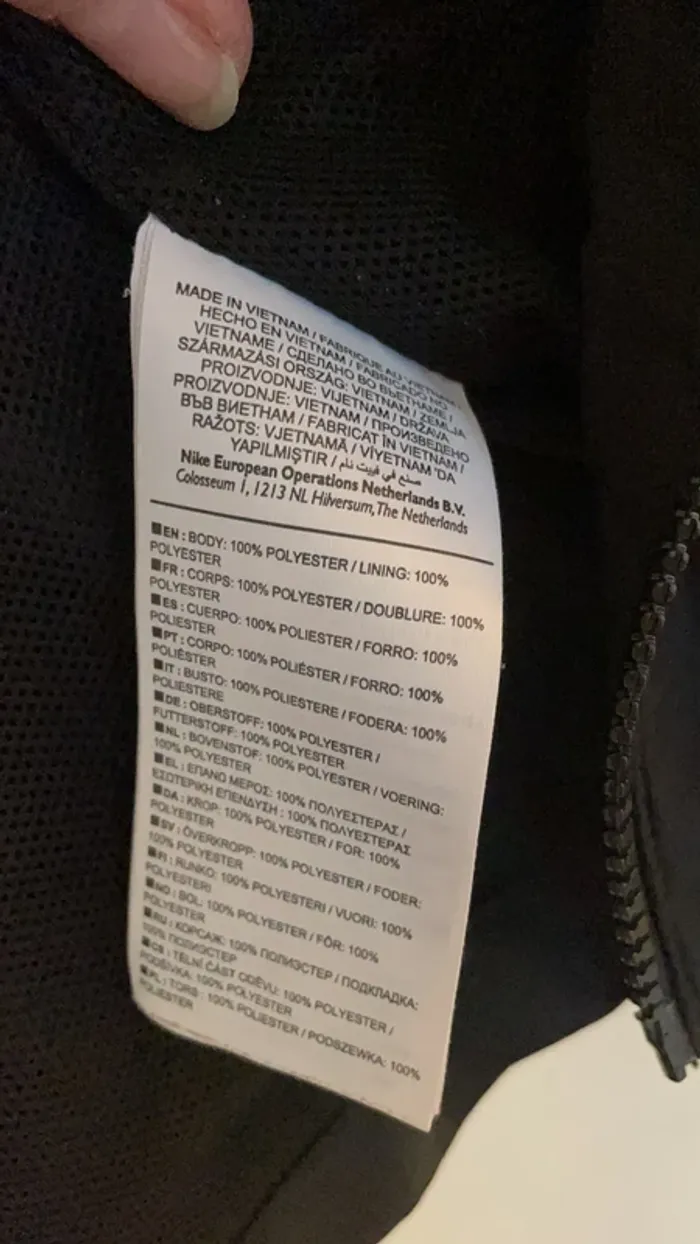 MADE IN VIETNAM / FABRIQUE AU VIETNAM /
HECHO EN VIETNAM / FABRICADO NO
VIETNAME / СДЕЛАНО ВО ВЬЕТНАМЕ /
SZÁRMAZÁSI ORSZÁG: VIETNAM / ZEMLJA
PROIZVODNJE: VIJETNAM / DRŽAVA
PROIZVODNJE: VIETNAM / ПРОИЗВЕДЕНО
ВЪВ ВИЕТНАМ / FABRICAT ÎN VIETNAM /
RAŽOTS: VJETNAMĀ / VİYETNAM 'DA
YAPILMIŞTIR / صنع في فييت نام
Nike European Operations Netherlands B.V.
Colosseum 1, 1213 NL Hilversum, The Netherlands
■EN : BODY: 100% POLYESTER / LINING: 100%
POLYESTER
■FR : CORPS: 100% POLYESTER / DOUBLURE: 100%
POLYESTER
■ES : CUERPO: 100% POLIESTER / FORRO: 100%
POLIESTER
■PT : CORPO: 100% POLIÉSTER / FORRO: 100%
POLIÉSTER
■IT : BUSTO: 100% POLIESTERE / FODERA: 100%
POLIESTERE
■DE : OBERSTOFF: 100% POLYESTER /
FUTTERSTOFF: 100% POLYESTER
■NL : BOVENSTOF: 100% POLYESTER / VOERING:
100% POLYESTER
■EL : ΕΠΑΝΩ ΜΕΡΟΣ: 100% ΠΟΛΥΕΣΤΕΡΑΣ /
ΕΣΩΤΕΡΙΚΗ ΕΠΕΝΔΥΣΗ : 100% ΠΟΛΥΕΣΤΕΡΑΣ
■DA : KROP: 100% POLYESTER / FOR: 100%
POLYESTER
■SV : ÖVERKROPP: 100% POLYESTER / FODER:
100% POLYESTER
■FI : RUNKO: 100% POLYESTERI / VUORI: 100%
POLYESTERI
■NO : BOL: 100% POLYESTER / FÔR: 100%
POLYESTER
■RU : КОРСАЖ: 100% ПОЛИЭСТЕР / ПОДКЛАДКА:
100% ПОЛИЭСТЕР
■CS : TĚLNÍ ČÁST ODĚVU: 100% POLYESTER /
PODŠÍVKA: 100% POLYESTER
■PL : TORS : 100% POLIESTER / PODSZEWKA: 100%
POLIESTER